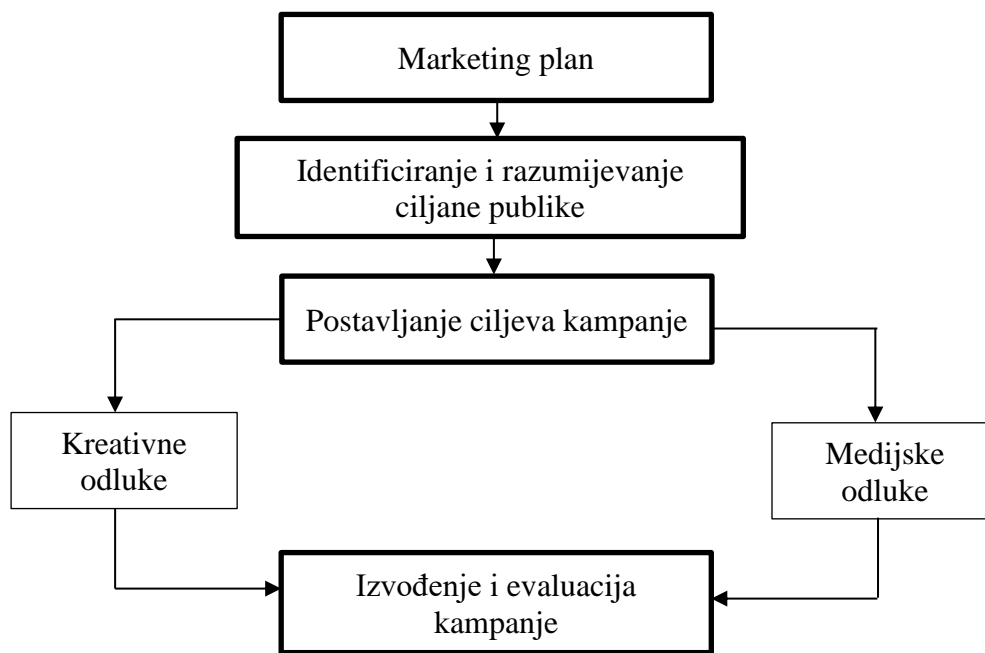 Marketing plan
Identificiranje i razumijevanje
ciljane publike
Postavljanje ciljeva kampanje
Kreativne
odluke
Medijske
odluke
Izvođenje i evaluacija
kampanje